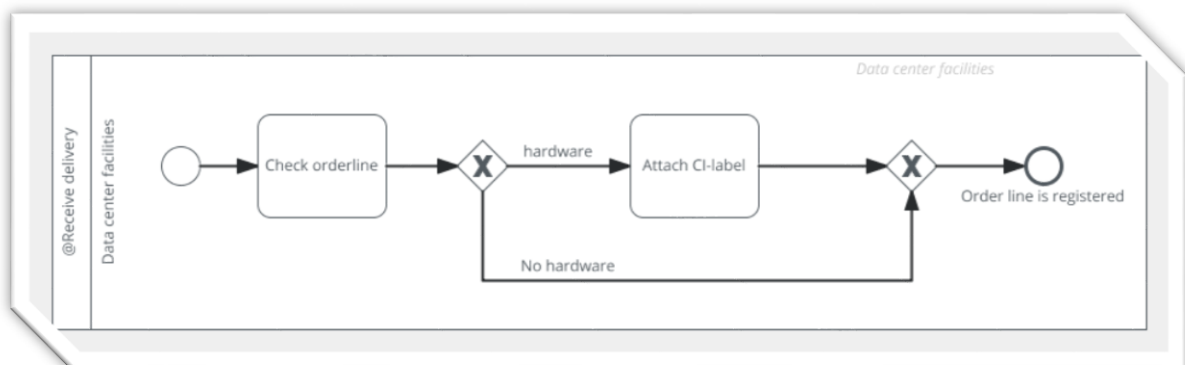 @Receive delivery
Data center facilities
Data center facilities
Check orderline
X
hardware
Attach CI-label
X
Order line is registered
No hardware